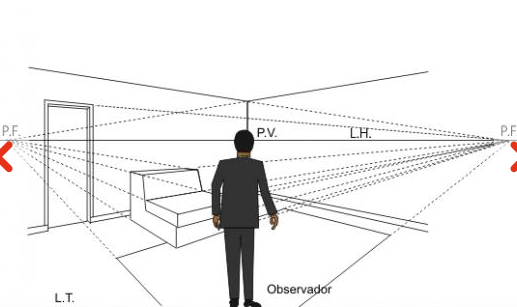 P.F.
P.V.
L.H.
P.F
L.T.
Observador